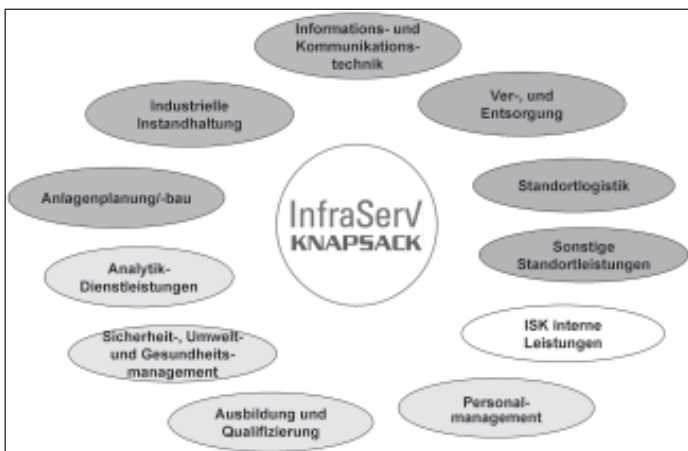 Informations- und
Kommunikations-
technik
Industrielle
Instandhaltung
Ver-, und
Entsorgung
Anlagenplanung/-bau
InfraServ
KNAPSACK
Standortlogistik
Sonstige
Standortleistungen
Analytik-
Dienstleistungen
ISK interne
Leistungen
Sicherheit-, Umwelt-
und Gesundheits-
management
Personal-
management
Ausbildung und
Qualifizierung